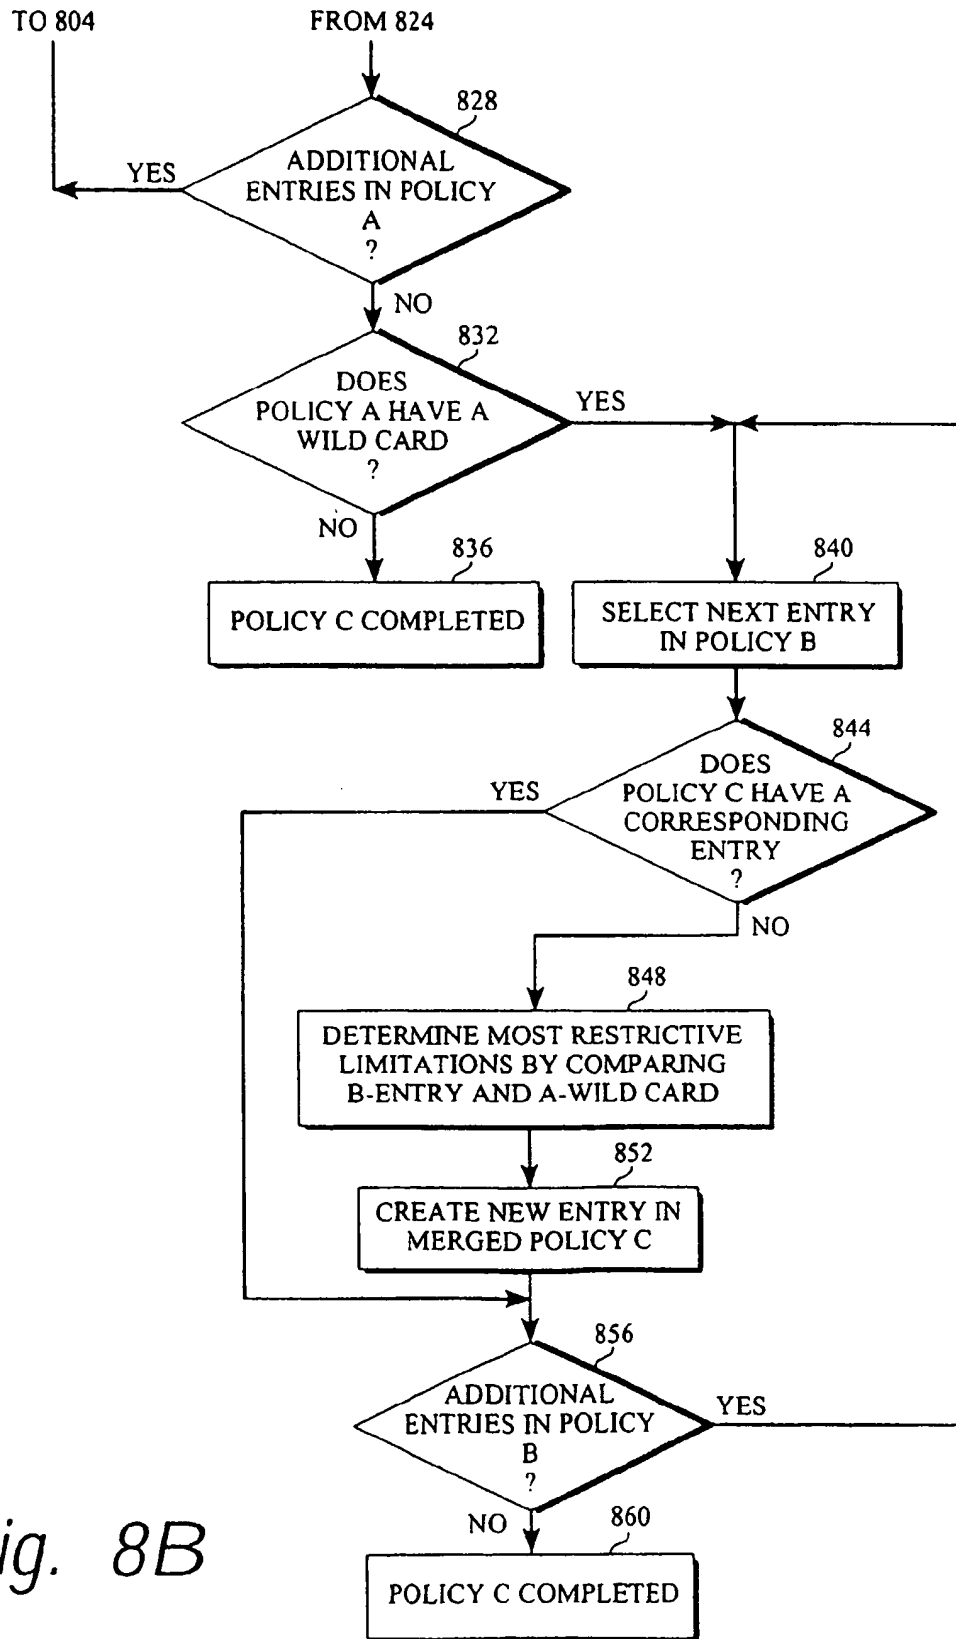 TO 804
FROM 824
828
ADDITIONAL
ENTRIES IN POLICY
A
?
YES
NO
832
DOES
POLICY A HAVE A
WILD CARD
?
YES
NO
836
POLICY C COMPLETED
840
SELECT NEXT ENTRY
IN POLICY B
844
DOES
POLICY C HAVE A
CORRESPONDING
ENTRY
?
YES
NO
848
DETERMINE MOST RESTRICTIVE
LIMITATIONS BY COMPARING
B-ENTRY AND A-WILD CARD
852
CREATE NEW ENTRY IN
MERGED POLICY C
856
ADDITIONAL
ENTRIES IN POLICY
B
?
YES
NO
860
POLICY C COMPLETED
ig. 8B